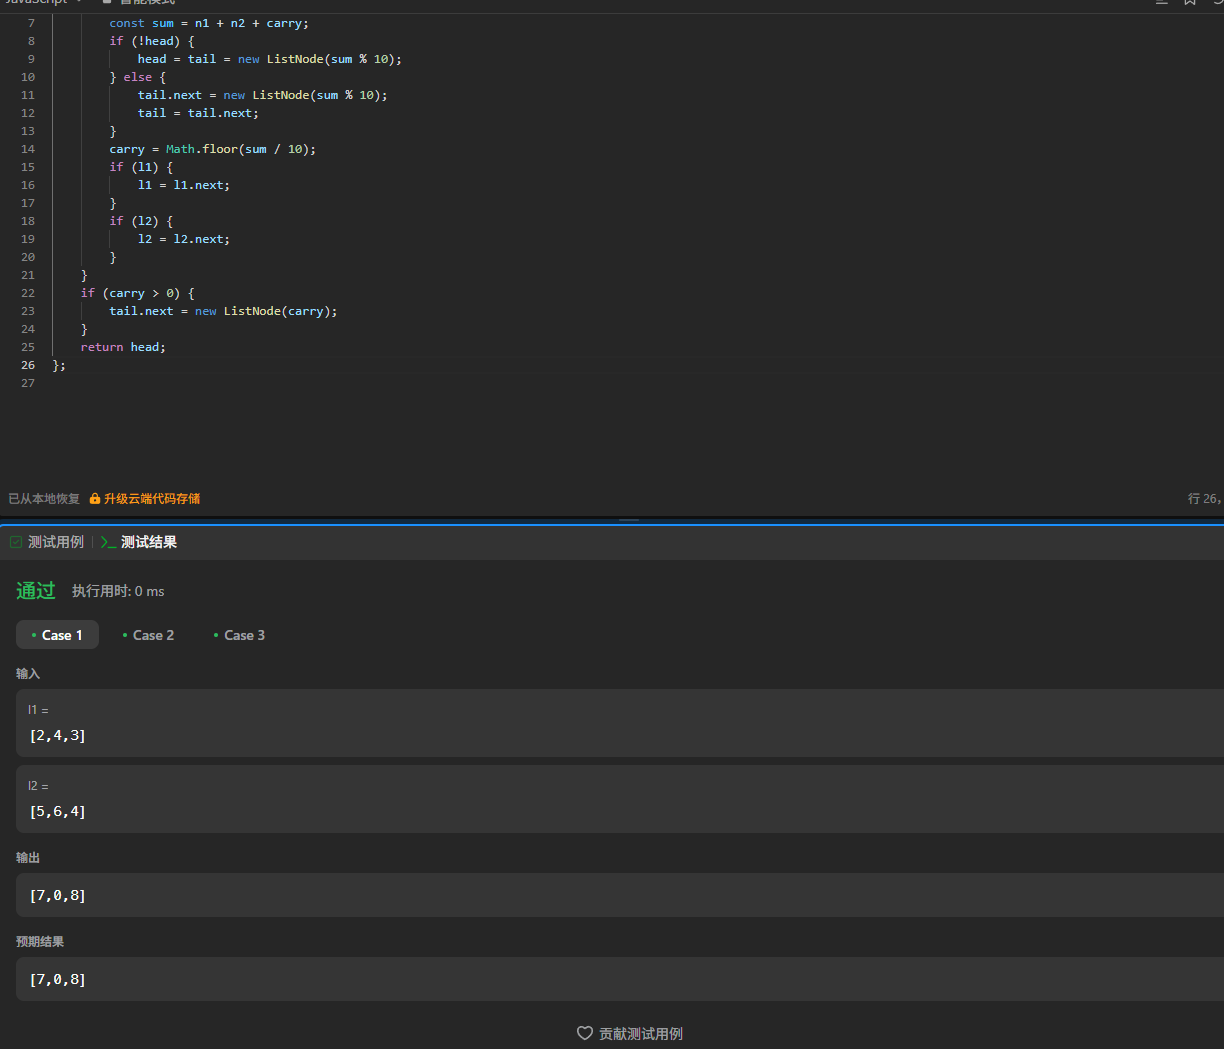 JavaScript 智能模式
7 const sum = n1 + n2 + carry;
8 if (!head) {
9 head = tail = new ListNode(sum % 10);
10 } else {
11 tail.next = new ListNode(sum % 10);
12 tail = tail.next;
13 }
14 carry = Math.floor(sum / 10);
15 if (l1) {
16 l1 = l1.next;
17 }
18 if (l2) {
19 l2 = l2.next;
20 }
21 }
22 if (carry > 0) {
23 tail.next = new ListNode(carry);
24 }
25 return head;
26 };
27
已从本地恢复 升级云端代码存储 行 26,
测试用例 | >_ 测试结果
通过 执行用时: 0 ms
• Case 1 • Case 2 • Case 3
输入
l1 =
[2,4,3]
l2 =
[5,6,4]
输出
[7,0,8]
预期结果
[7,0,8]
贡献测试用例